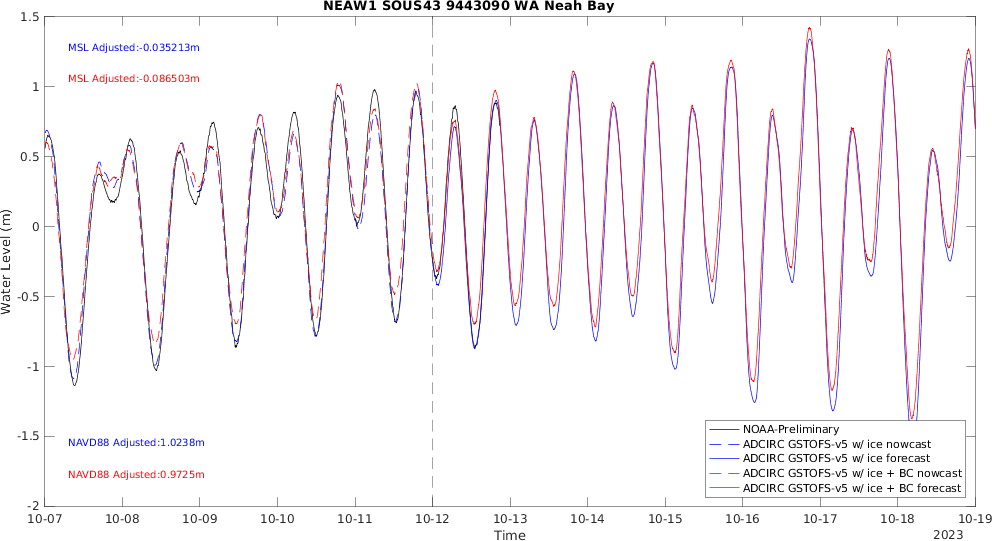 NEAW1 SOUS43 9443090 WA Neah Bay
1.5
1
0.5
0
-0.5
-1
-1.5
-2
Water Level (m)
MSL Adjusted:-0.035213m
MSL Adjusted:-0.086503m
NAVD88 Adjusted:1.0238m
NAVD88 Adjusted:0.9725m
NOAA-Preliminary
ADCIRC GSTOFS-v5 w/ ice nowcast
ADCIRC GSTOFS-v5 w/ ice forecast
ADCIRC GSTOFS-v5 w/ ice + BC nowcast
ADCIRC GSTOFS-v5 w/ ice + BC forecast
10-07 10-08 10-09 10-10 10-11 10-12 10-13 10-14 10-15 10-16 10-17 10-18 10-19
Time
2023